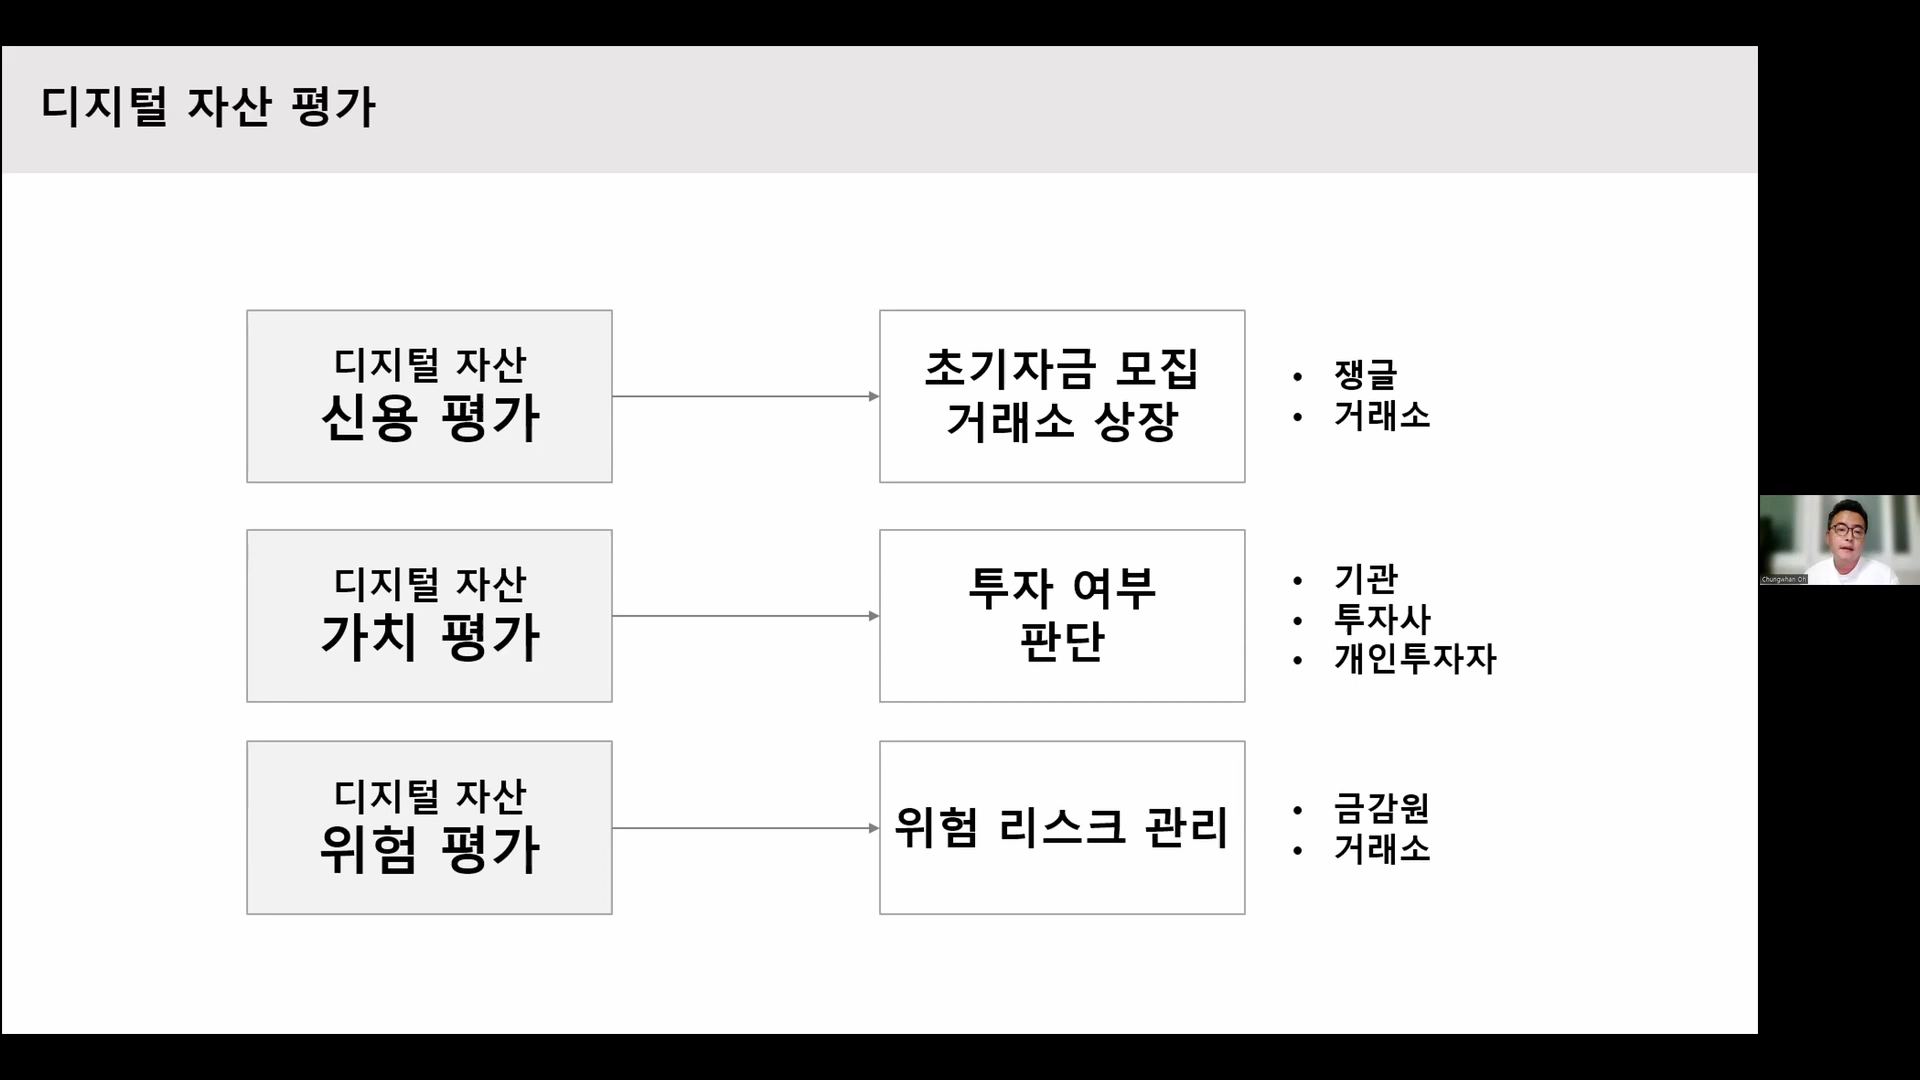 디지털 자산 평가
디지털 자산
신용 평가
초기자금 모집
거래소 상장
• 쟁글
• 거래소
디지털 자산
가치 평가
투자 여부
판단
• 기관
• 투자사
• 개인투자자
디지털 자산
위험 평가
위험 리스크 관리
• 금감원
• 거래소
Chungwhan Oh